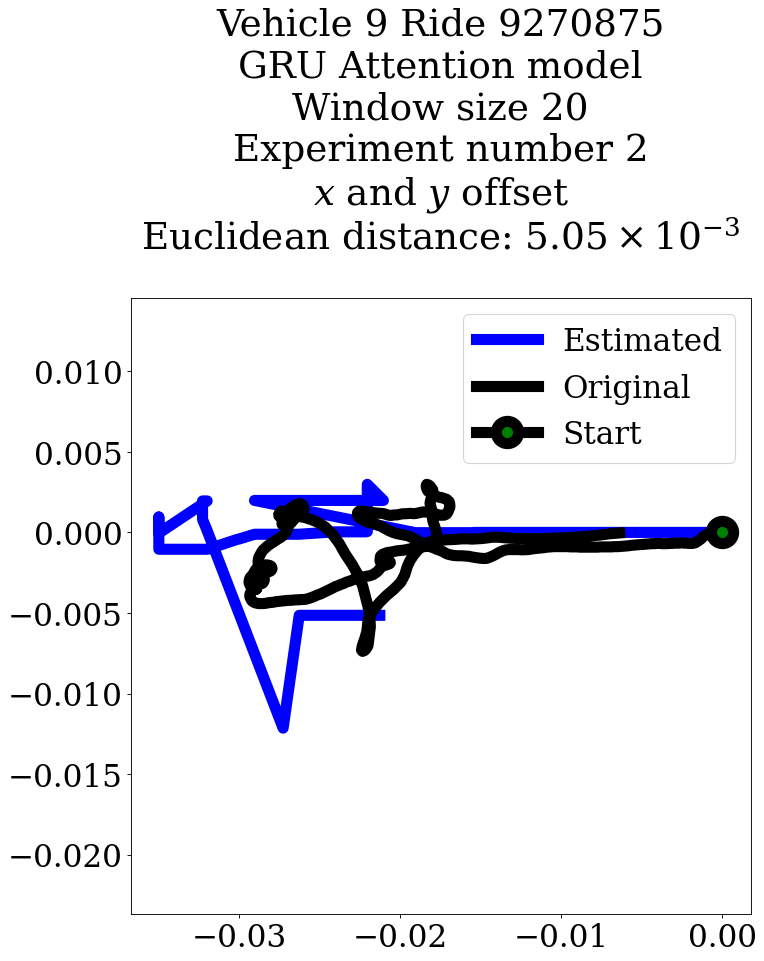 Vehicle 9 Ride 9270875
GRU Attention model
Window size 20
Experiment number 2
x and y offset
Euclidean distance: 5.05 × 10⁻³
Estimated
Original
Start
0.010
0.005
0.000
−0.005
−0.010
−0.015
−0.020
−0.03 −0.02 −0.01 0.00